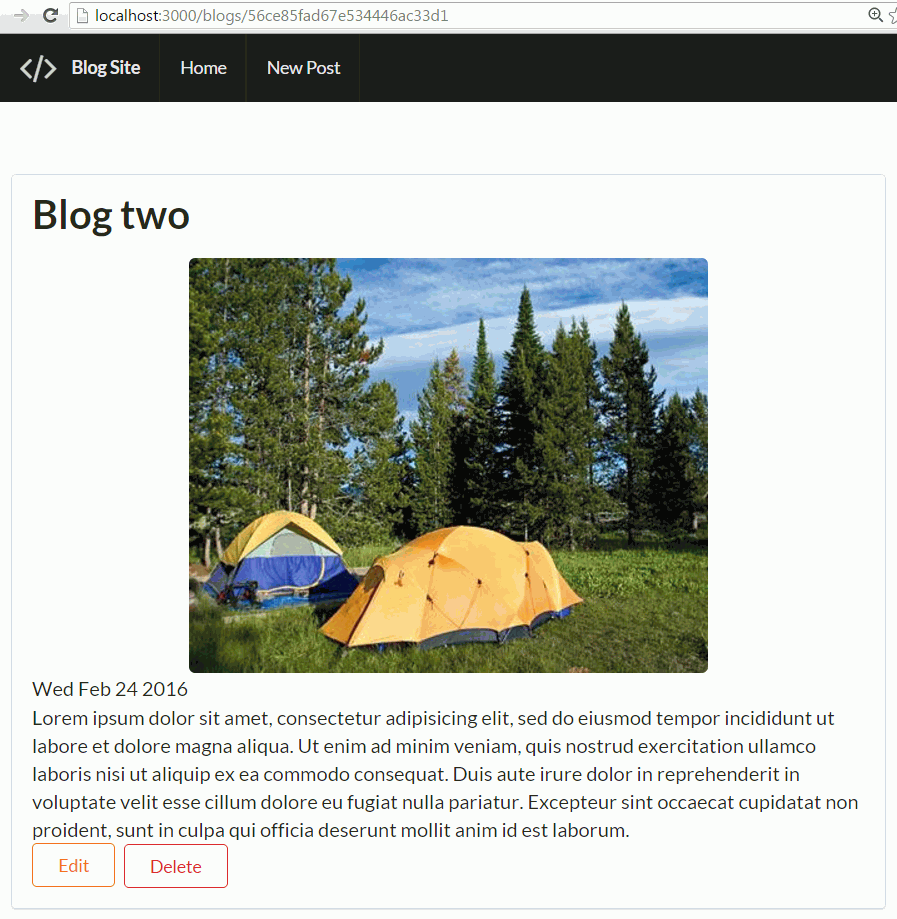 localhost:3000/blogs/56ce85fad67e534446ac33d1
</> Blog Site Home New Post
Blog two
Wed Feb 24 2016
Lorem ipsum dolor sit amet, consectetur adipisicing elit, sed do eiusmod tempor incididunt ut
labore et dolore magna aliqua. Ut enim ad minim veniam, quis nostrud exercitation ullamco
laboris nisi ut aliquip ex ea commodo consequat. Duis aute irure dolor in reprehenderit in
voluptate velit esse cillum dolore eu fugiat nulla pariatur. Excepteur sint occaecat cupidatat non
proident, sunt in culpa qui officia deserunt mollit anim id est laborum.
Edit Delete